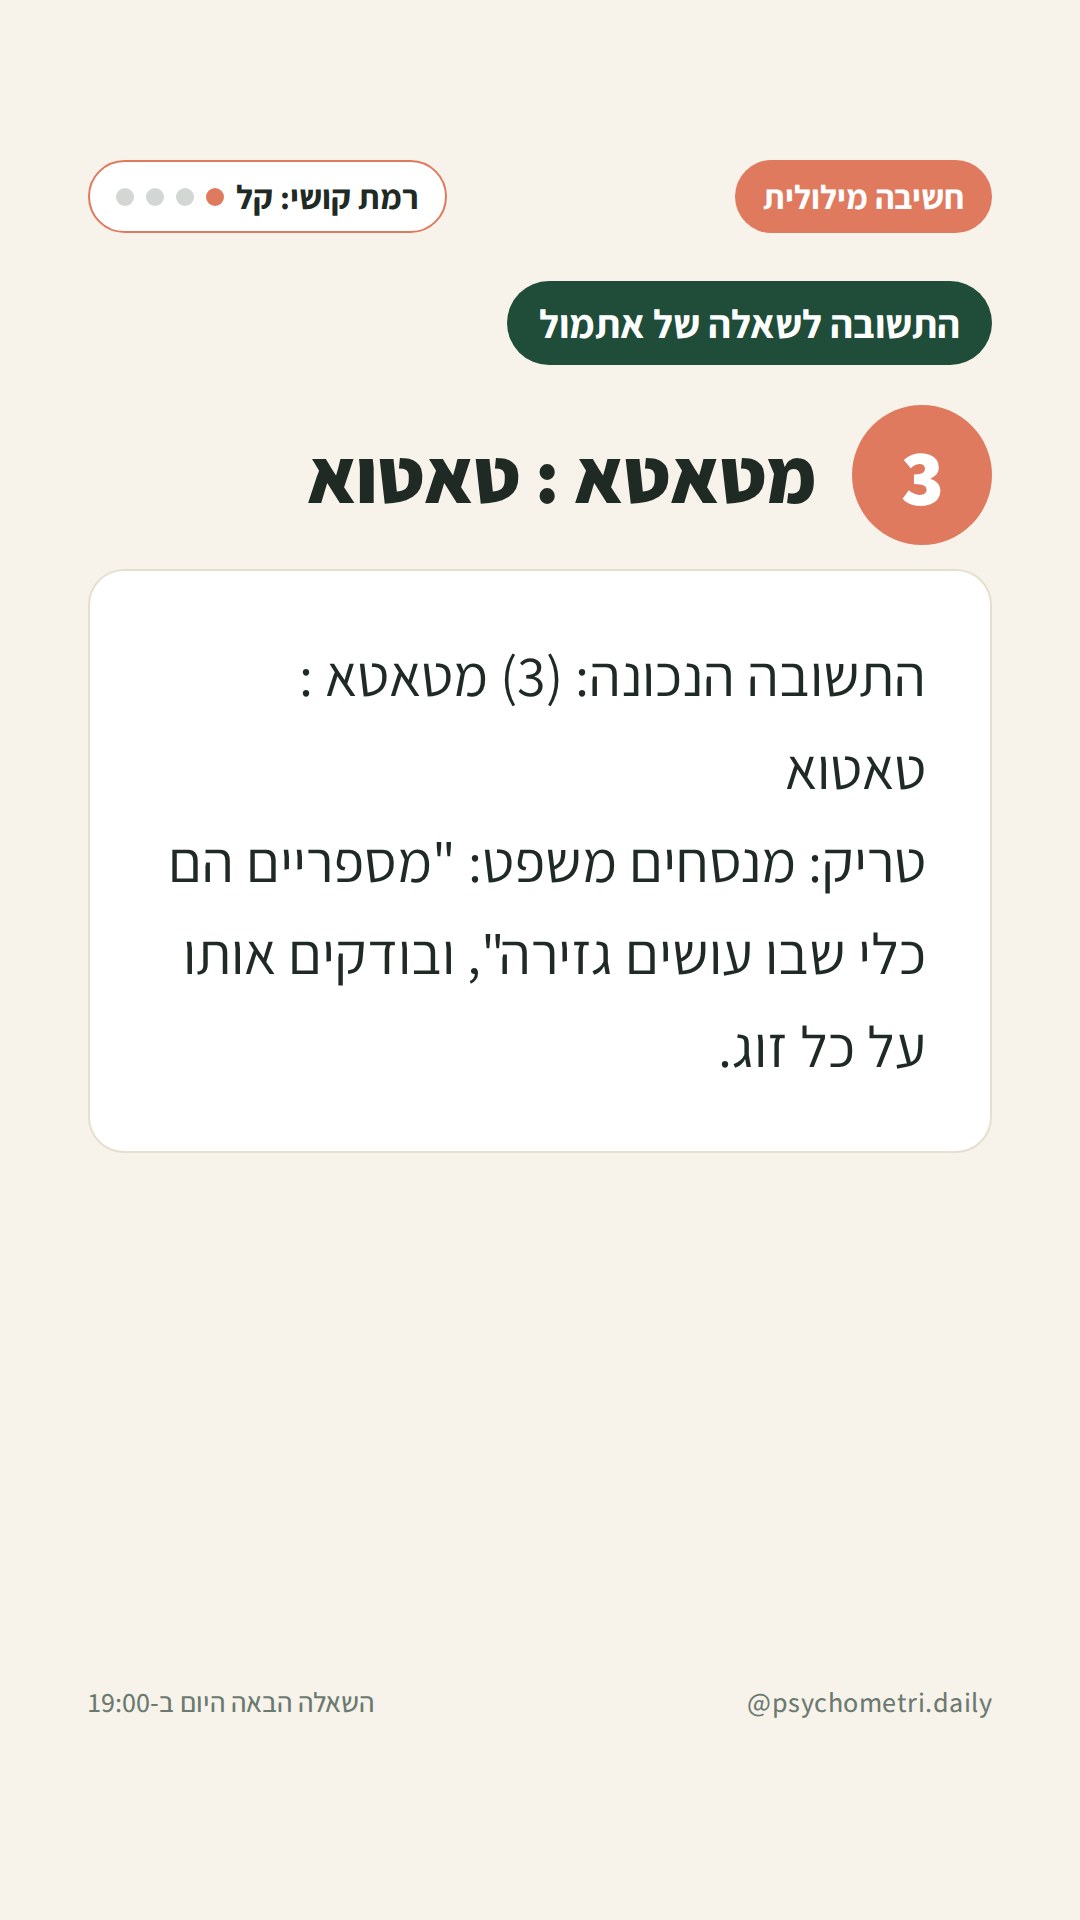 חשיבה מילולית
רמת קושי: קל
התשובה לשאלה של אתמול
3
מטאטא : טאטוא
התשובה הנכונה: (3) מטאטא :
טאטוא
טריק: מנסחים משפט: "מספריים הם
כלי שבו עושים גזירה", ובודקים אותו
על כל זוג.
@psychometri.daily
השאלה הבאה היום ב-19:00